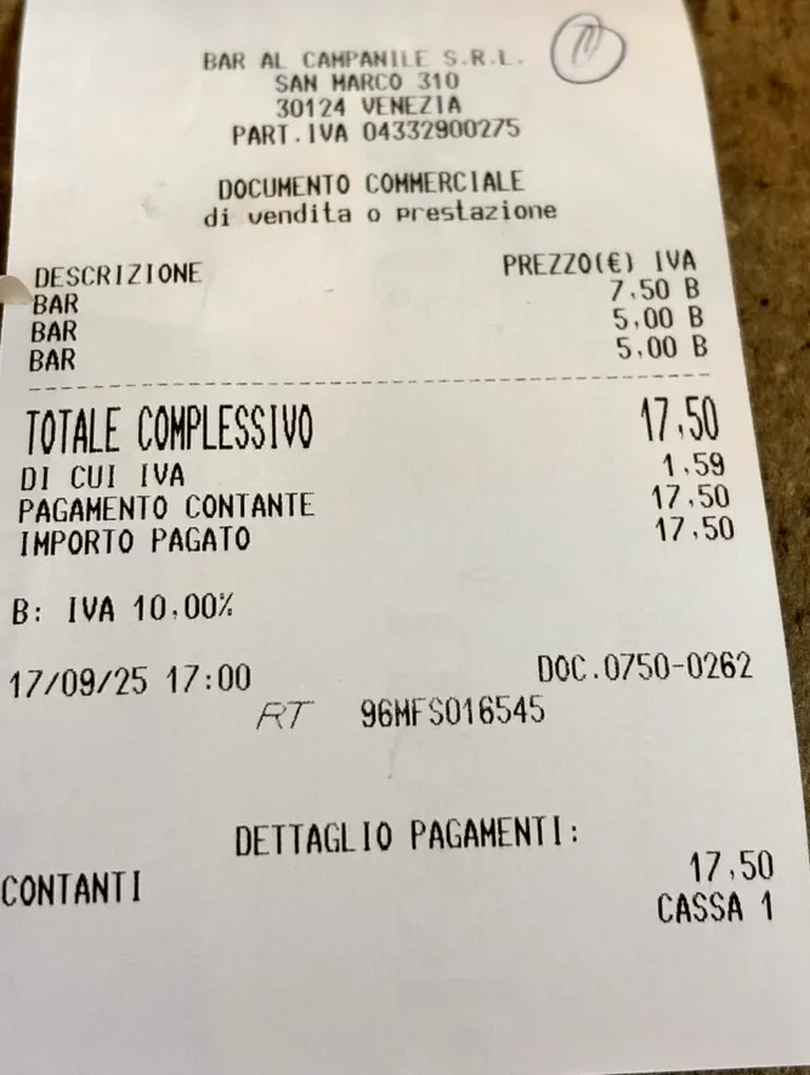 BAR AL CAMPANILE S.R.L.
SAN MARCO 310
30124 VENEZIA
PART.IVA 04332900275
DOCUMENTO COMMERCIALE
di vendita o prestazione
DESCRIZIONE PREZZO(€) IVA
BAR 7,50 B
BAR 5,00 B
BAR 5,00 B
TOTALE COMPLESSIVO 17,50
DI CUI IVA 1,59
PAGAMENTO CONTANTE 17,50
IMPORTO PAGATO 17,50
B: IVA 10,00%
17/09/25 17:00 DOC.0750-0262
RT 96MFS016545
DETTAGLIO PAGAMENTI:
CONTANTI 17,50
CASSA 1